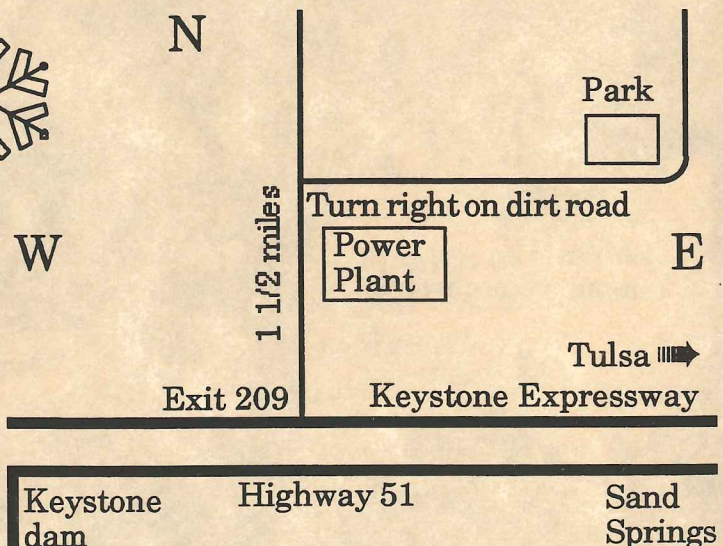 N
Park
Turn right on dirt road
1 1/2 miles
W
Power
Plant
E
Tulsa
Exit 209
Keystone Expressway
Keystone
dam
Highway 51
Sand
Springs